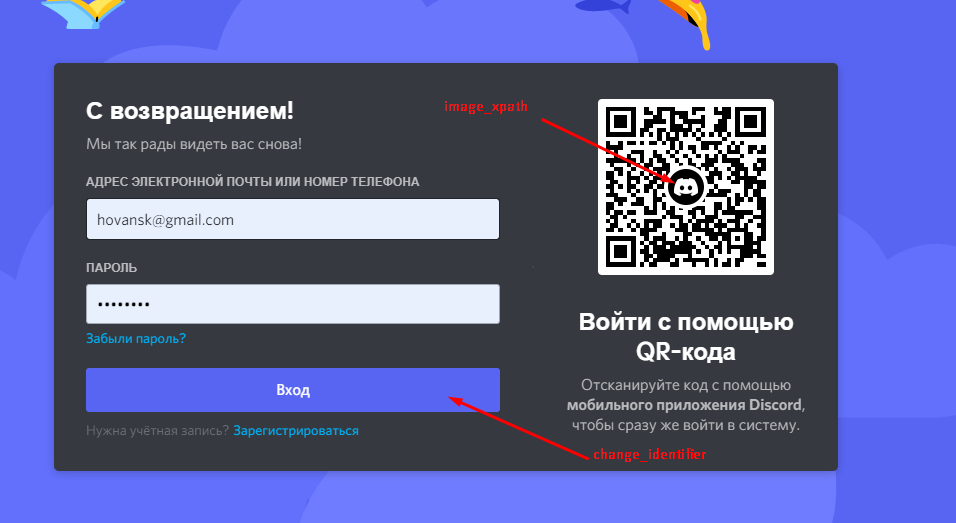 С возвращением!
Мы так рады видеть вас снова!
АДРЕС ЭЛЕКТРОННОЙ ПОЧТЫ ИЛИ НОМЕР ТЕЛЕФОНА
hovansk@gmail.com
ПАРОЛЬ
••••••••
Забыли пароль?
Вход
Нужна учётная запись? Зарегистрироваться
image_xpath
Войти с помощью
QR-кода
Отсканируйте код с помощью
мобильного приложения Discord,
чтобы сразу же войти в систему.
change_identifier